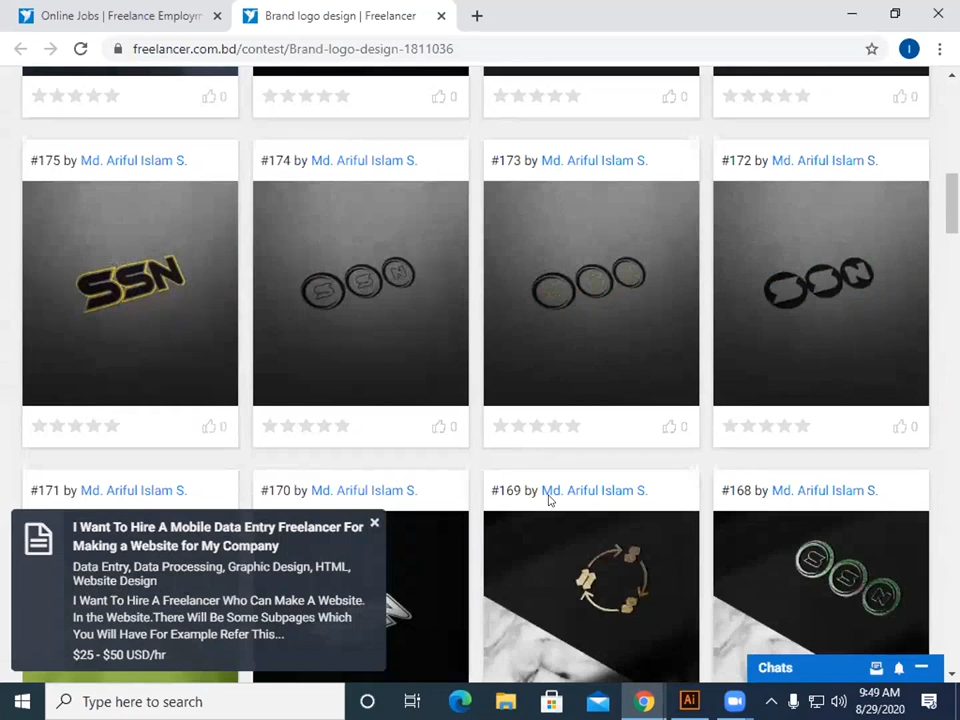 Online Jobs | Freelance Employm
Brand logo design | Freelancer
freelancer.com.bd/contest/Brand-logo-design-1811036
I
0
0
0
0
#175 by Md. Ariful Islam S.
#174 by Md. Ariful Islam S.
#173 by Md. Ariful Islam S.
#172 by Md. Ariful Islam S.
SSN
SSN
SSN
0
0
0
0
#171 by Md. Ariful Islam S.
#170 by Md. Ariful Islam S.
#169 by Md. Ariful Islam S.
#168 by Md. Ariful Islam S.
SSN
I Want To Hire A Mobile Data Entry Freelancer For
Making a Website for My Company
Data Entry, Data Processing, Graphic Design, HTML,
Website Design
I Want To Hire A Freelancer Who Can Make A Website.
In the Website.There Will Be Some Subpages Which
You Will Have For Example Refer This...
$25 - $50 USD/hr
Chats
Type here to search
Ai
9:49 AM
8/29/2020